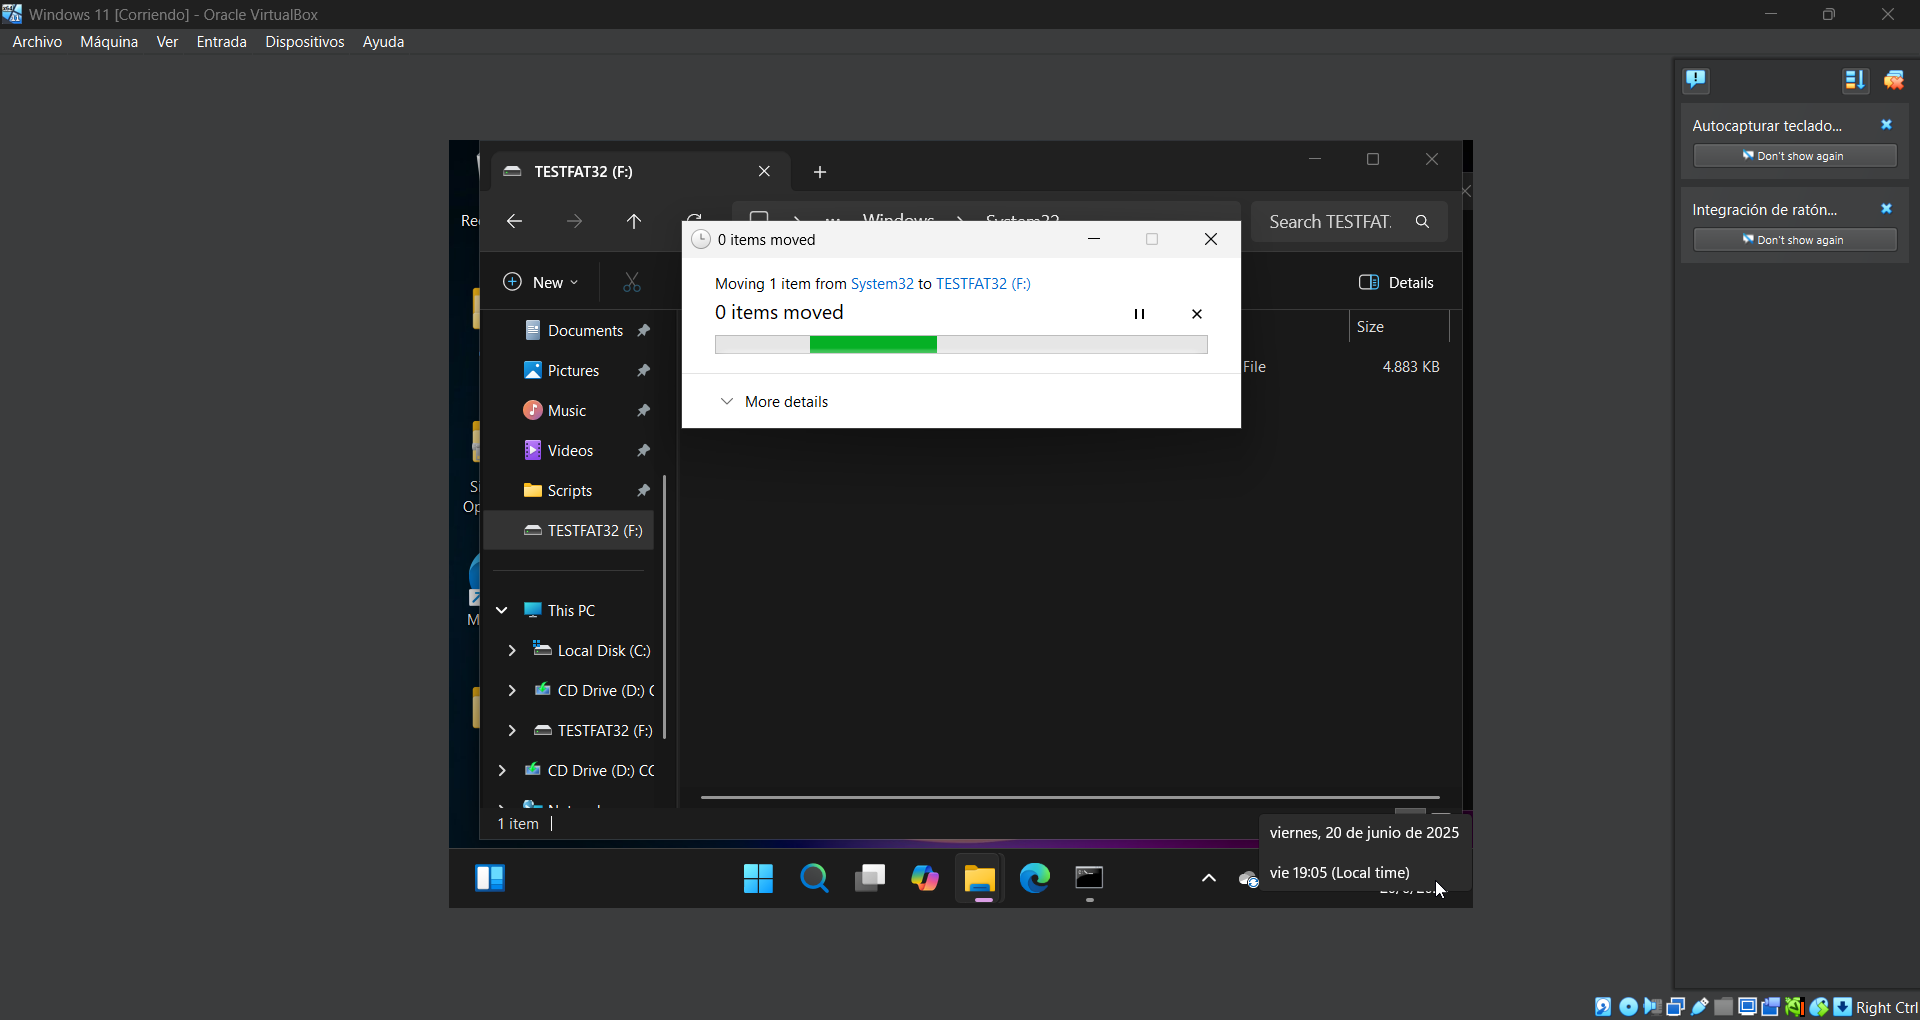 Windows 11 [Corriendo] - Oracle VirtualBox
Archivo Máquina Ver Entrada Dispositivos Ayuda
Autocapturar teclado...
Don't show again
Integración de ratón...
Don't show again
TESTFAT32 (F:)
Windows System32
Search TESTFAT
New
Details
0 items moved
Moving 1 item from System32 to TESTFAT32 (F:)
0 items moved
More details
Size
File 4.883 KB
Documents
Pictures
Music
Videos
Scripts
TESTFAT32 (F:)
This PC
Local Disk (C:)
CD Drive (D:)
TESTFAT32 (F:)
CD Drive (D:) CC
1 item
viernes, 20 de junio de 2025
vie 19:05 (Local time)
Right Ctrl